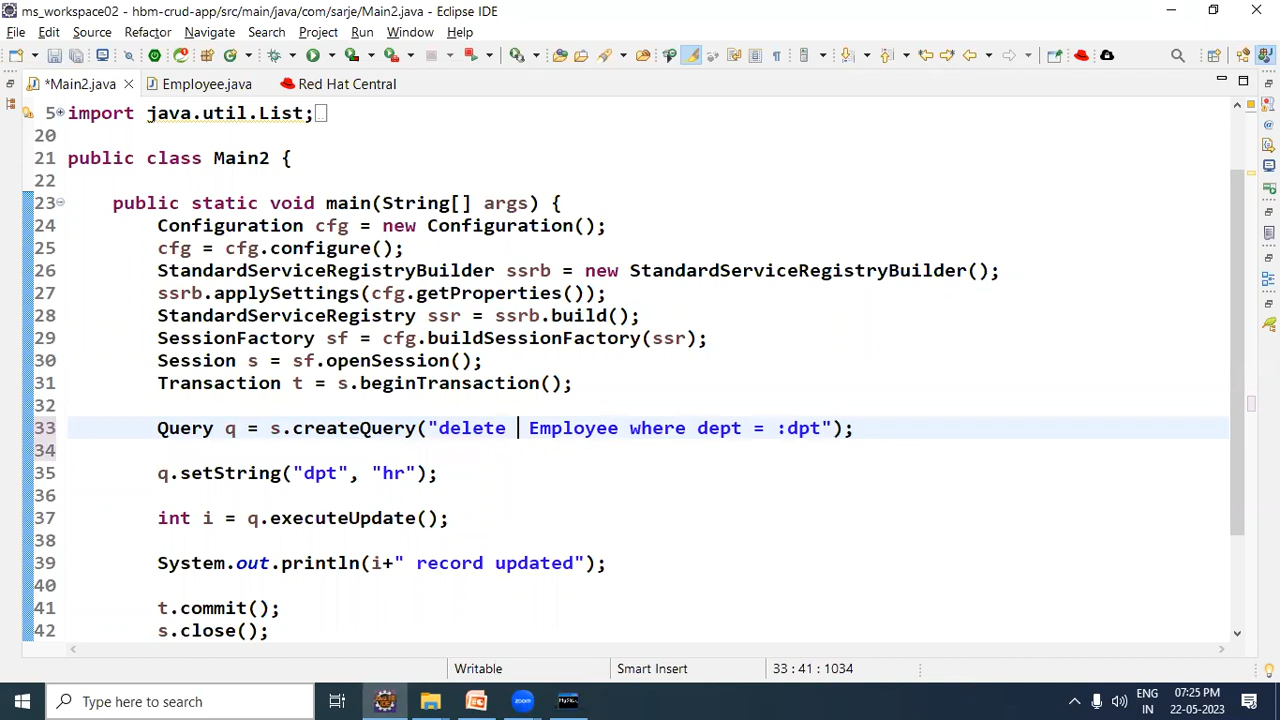 ms_workspace02 - hbm-crud-app/src/main/java/com/sarje/Main2.java - Eclipse IDE
File Edit Source Refactor Navigate Search Project Run Window Help
*Main2.java Employee.java Red Hat Central
5 import java.util.List;
20
21 public class Main2 {
22
23 public static void main(String[] args) {
24 Configuration cfg = new Configuration();
25 cfg = cfg.configure();
26 StandardServiceRegistryBuilder ssrb = new StandardServiceRegistryBuilder();
27 ssrb.applySettings(cfg.getProperties());
28 StandardServiceRegistry ssr = ssrb.build();
29 SessionFactory sf = cfg.buildSessionFactory(ssr);
30 Session s = sf.openSession();
31 Transaction t = s.beginTransaction();
32
33 Query q = s.createQuery("delete  Employee where dept = :dpt");
34
35 q.setString("dpt", "hr");
36
37 int i = q.executeUpdate();
38
39 System.out.println(i+" record updated");
40
41 t.commit();
42 s.close();
Writable Smart Insert 33 : 41 : 1034
Type here to search
ENG 07:25 PM
IN 22-05-2023